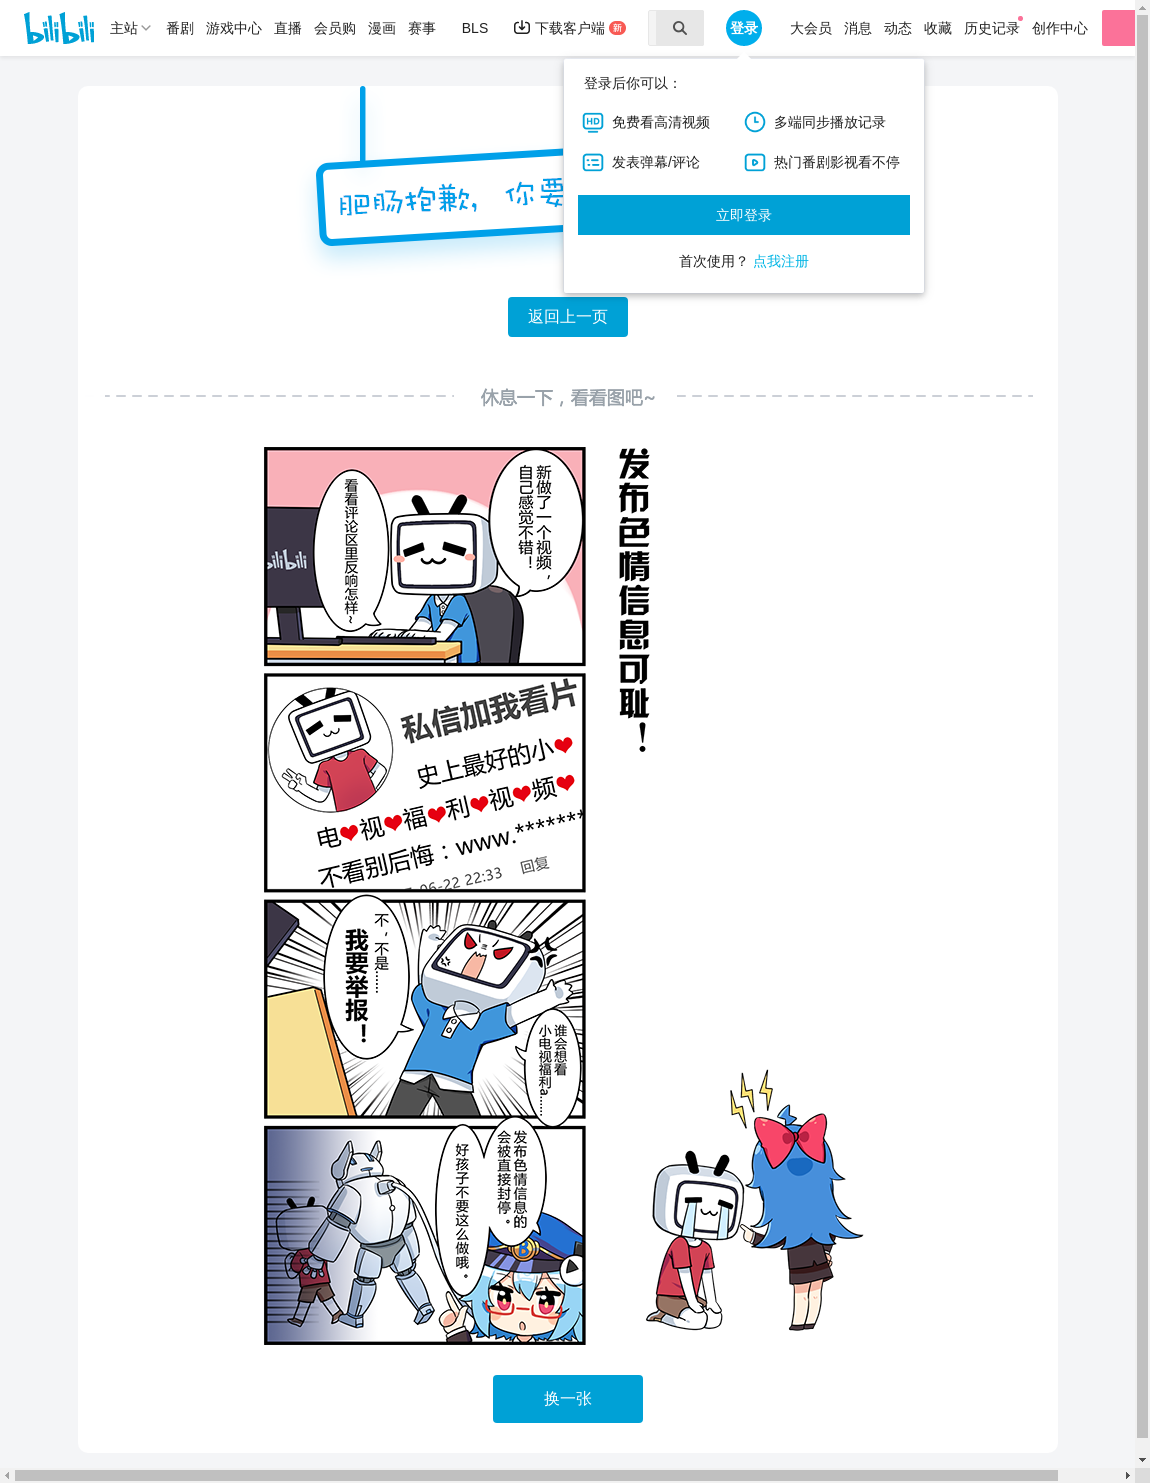 bilibili
主站 番剧 游戏中心 直播 会员购 漫画 赛事 BLS 下载客户端 新 登录 大会员 消息 动态 收藏 历史记录 创作中心
登录后你可以：
HD 免费看高清视频 多端同步播放记录
发表弹幕/评论 热门番剧影视看不停
立即登录
首次使用？ 点我注册
肥肠抱歉，你要
返回上一页
休息一下，看看图吧~
新做了一个视频，
自己感觉不错！
看看评论区里反响怎样~
bilibili
发布色情信息可耻！
私信加我看片
史上最好的小❤
电❤视❤福❤利❤视❤频❤
不看别后悔：www.*******
06-22 22:33 回复
不，不是……
我要举报！
谁会想看
小电视福利a……
发布色情信息的
会被直接封停。
好孩子不要这么做哦。
B
换一张